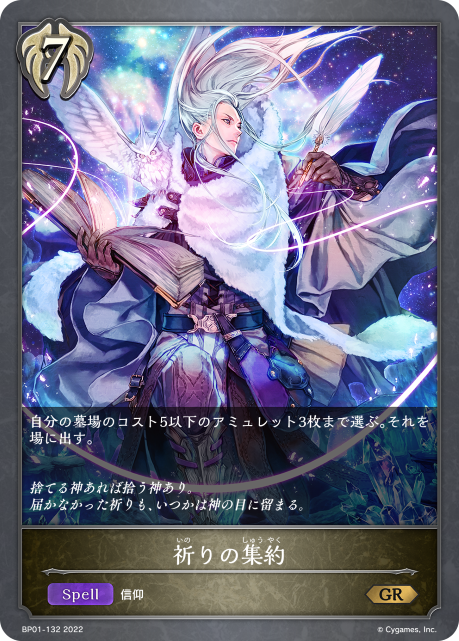 7
自分の墓場のコスト5以下のアミュレット3枚まで選ぶ。それを
場に出す。
捨てる神あれば拾う神あり。
届かなかった祈りも、いつかは神の目に留まる。
いの しゅうやく
祈りの集約
Spell 信仰 GR
BP01-132 2022 © Cygames, Inc.